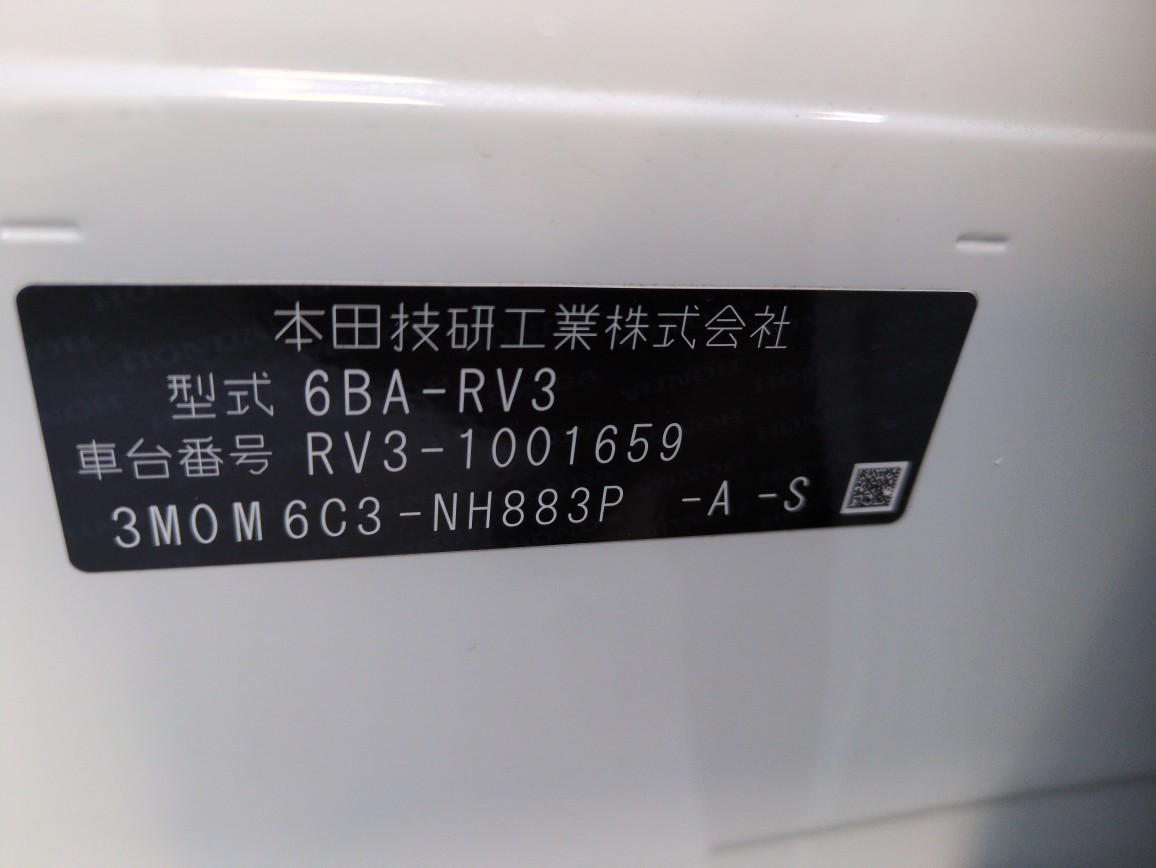 本田技研工業株式会社
型式 6BA-RV3
車台番号 RV3-1001659
3M0M6C3-NH883P -A -S